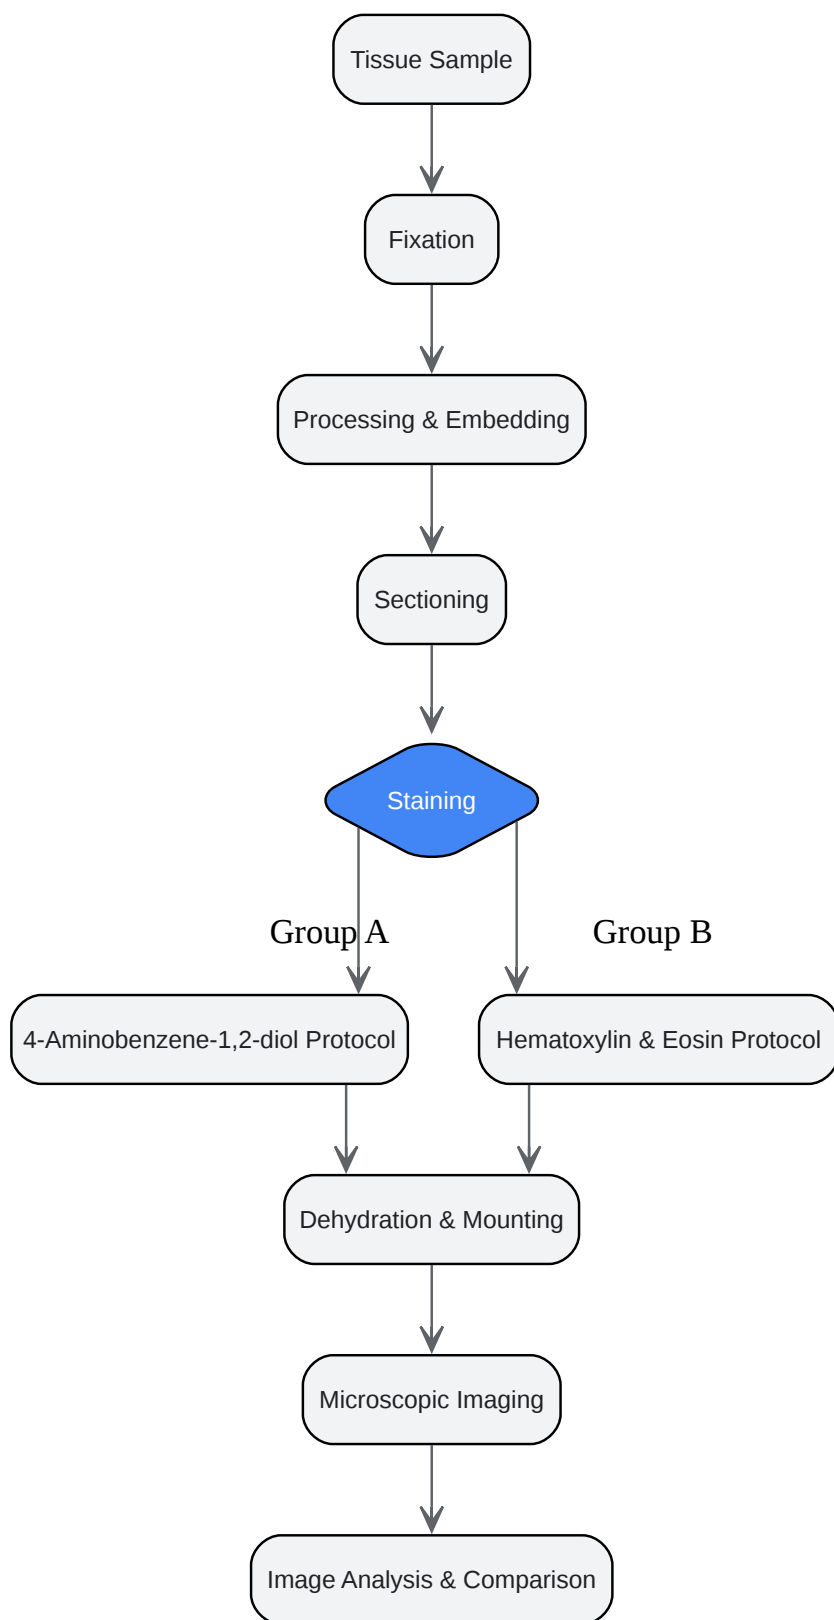 Tissue Sample
Fixation
Processing & Embedding
Sectioning
Staining
Group A
Group B
4-Aminobenzene-1,2-diol Protocol
Hematoxylin & Eosin Protocol
Dehydration & Mounting
Microscopic Imaging
Image Analysis & Comparison